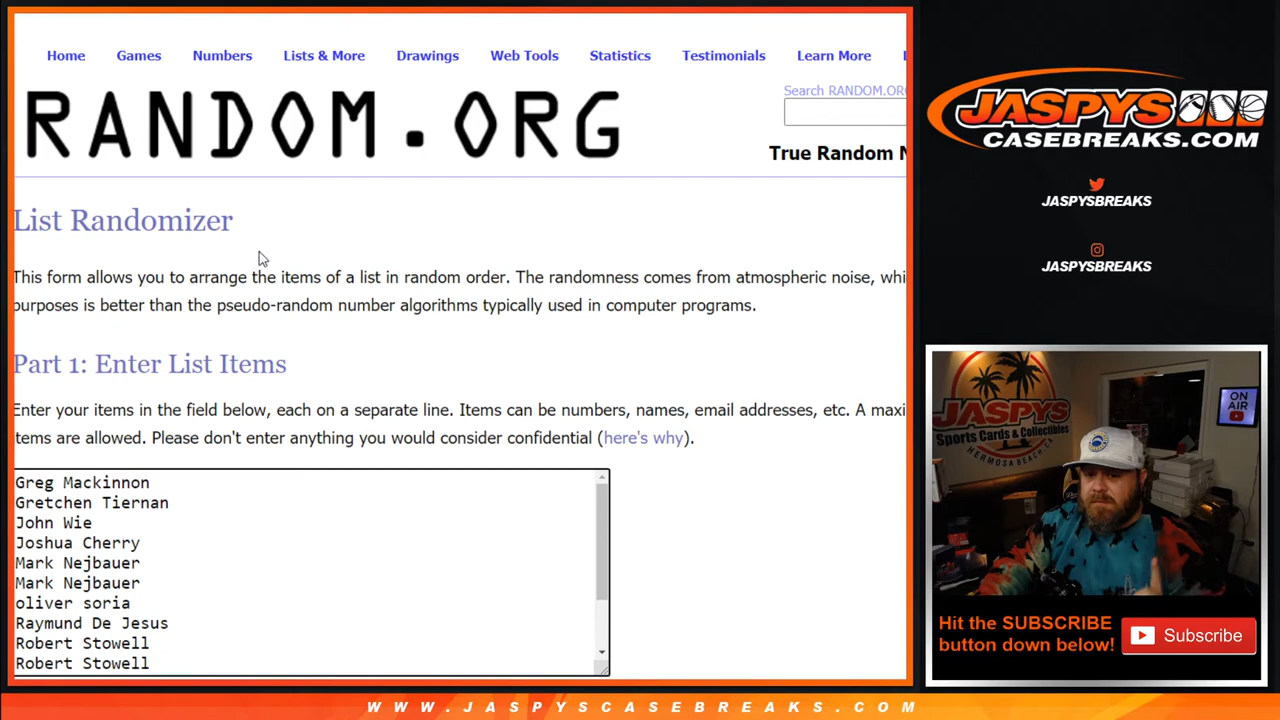 Home Games Numbers Lists & More Drawings Web Tools Statistics Testimonials Learn More
RANDOM.ORG
Search RANDOM.OR
True Random
List Randomizer
This form allows you to arrange the items of a list in random order. The randomness comes from atmospheric noise, whi
purposes is better than the pseudo-random number algorithms typically used in computer programs.
Part 1: Enter List Items
Enter your items in the field below, each on a separate line. Items can be numbers, names, email addresses, etc. A maxi
items are allowed. Please don't enter anything you would consider confidential (here's why).
Greg Mackinnon
Gretchen Tiernan
John Wie
Joshua Cherry
Mark Nejbauer
Mark Nejbauer
oliver soria
Raymund De Jesus
Robert Stowell
Robert Stowell
JASPYS
CASEBREAKS.COM
JASPYSBREAKS
JASPYSBREAKS
JASPYS
Sports Cards & Collectibles
HERMOSA BEACH, CA
ON
AIR
Hit the SUBSCRIBE
button down below!
Subscribe
WWW.JASPYSCASEBREAKS.COM